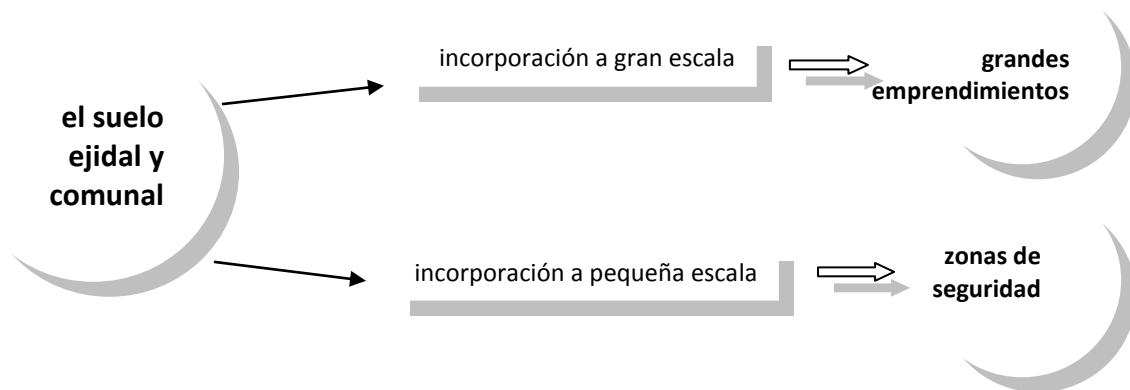 el suelo
ejidal y
comunal
incorporación a gran escala
grandes
emprendimientos
incorporación a pequeña escala
zonas de
seguridad